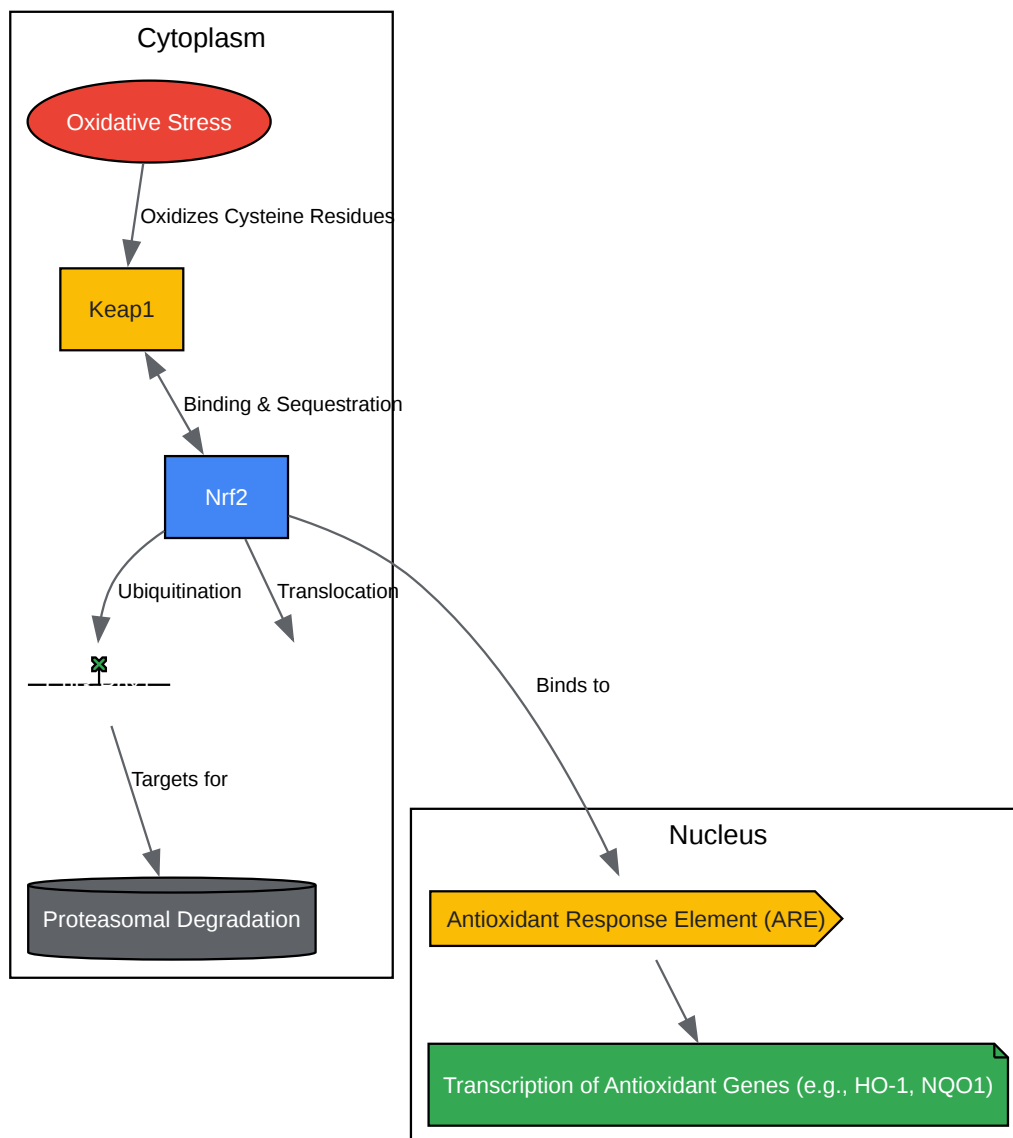 Cytoplasm
Oxidative Stress
Oxidizes Cysteine Residues
Keap1
Binding & Sequestration
Nrf2
Ubiquitination
Translocation
Binds to
Targets for
Nucleus
Proteasomal Degradation
Antioxidant Response Element (ARE)
Transcription of Antioxidant Genes (e.g., HO-1, NQO1)